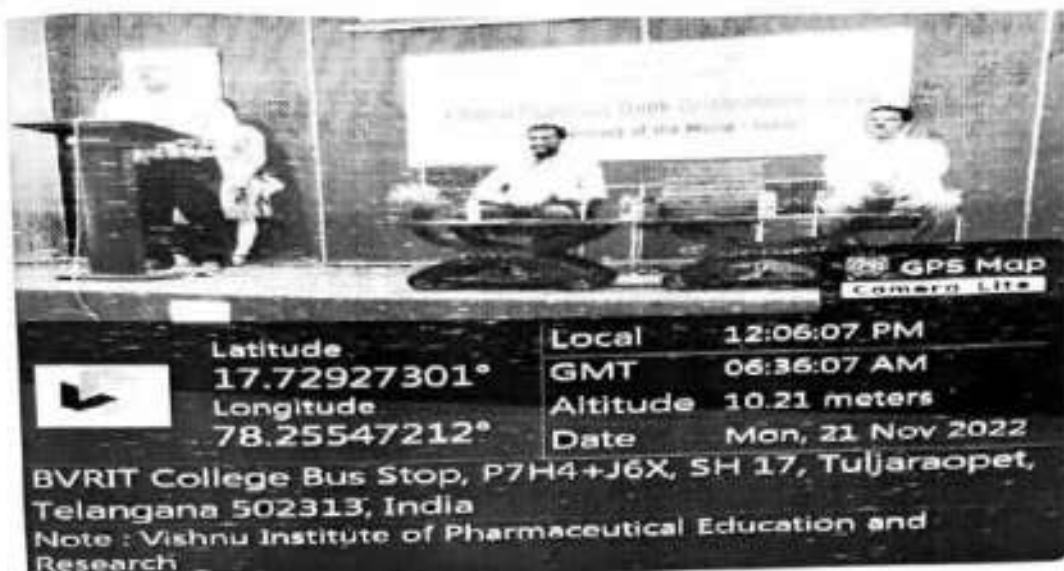 GPS Map
Camera Lite
Latitude
17.72927301°
Longitude
78.25547212°
Local 12:06:07 PM
GMT 06:36:07 AM
Altitude 10.21 meters
Date Mon, 21 Nov 2022
BVRIT College Bus Stop, P7H4+J6X, SH 17, Tuljaraopet,
Telangana 502313, India
Note : Vishnu Institute of Pharmaceutical Education and
Research